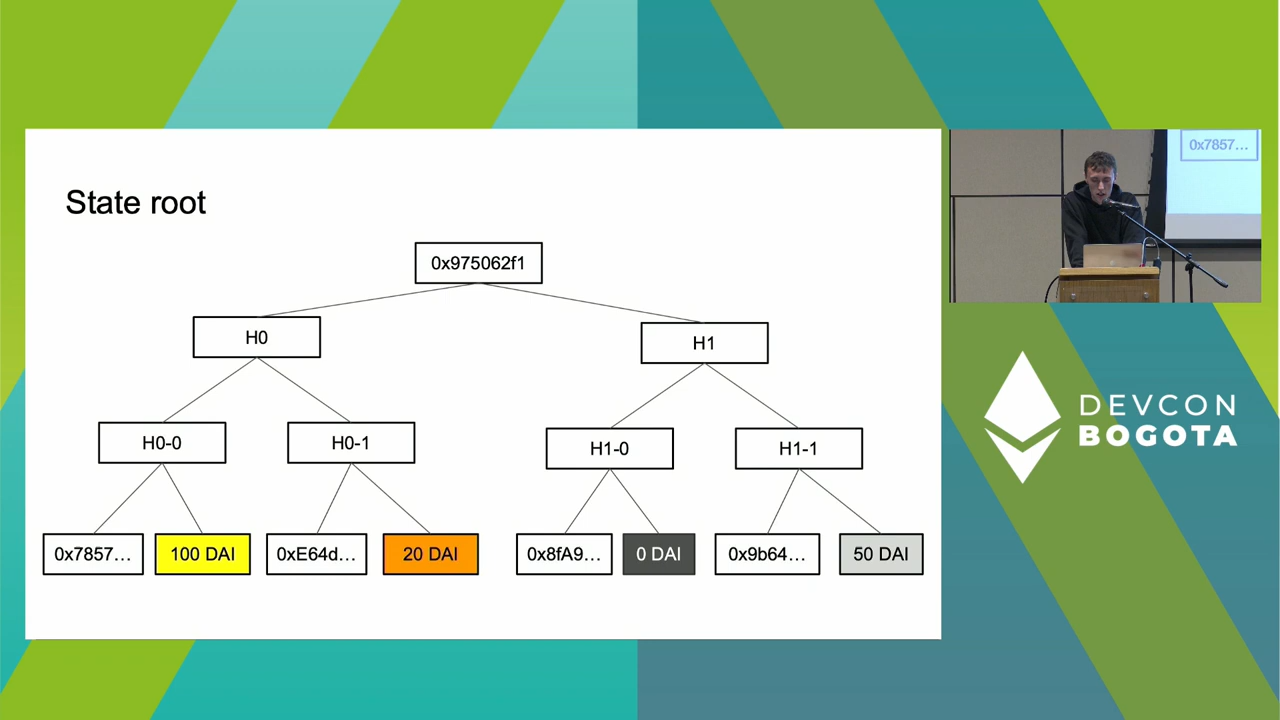 State root
0x975062f1
H0
H1
H0-0
H0-1
H1-0
H1-1
0x7857...
100 DAI
0xE64d...
20 DAI
0x8fA9...
0 DAI
0x9b64...
50 DAI
0x7857...
DEVCON
BOGOTA